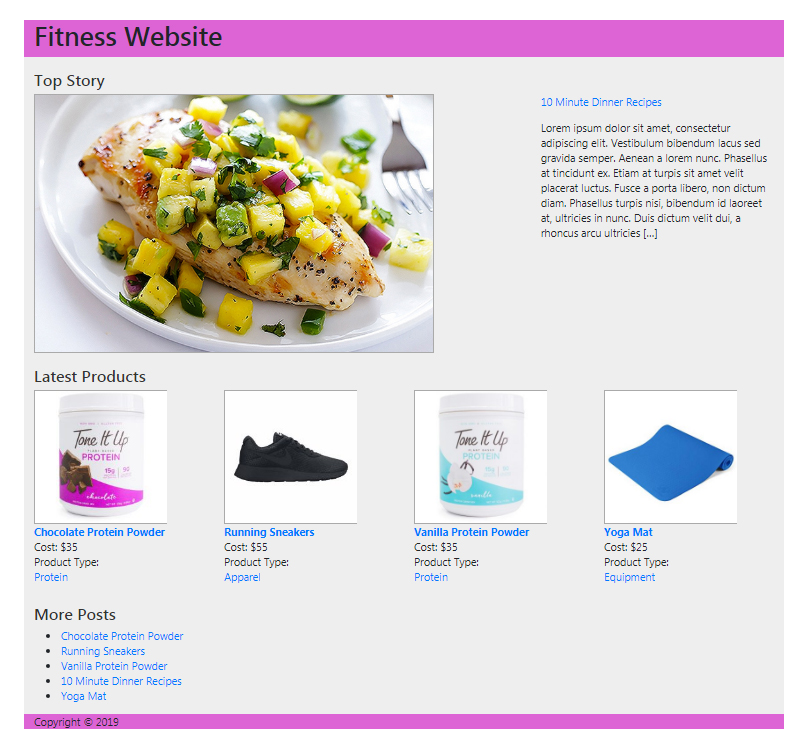 Fitness Website
Top Story
10 Minute Dinner Recipes
Lorem ipsum dolor sit amet, consectetur
adipiscing elit. Vestibulum bibendum lacus sed
gravida semper. Aenean a lorem nunc. Phasellus
at tincidunt ex. Etiam at turpis sit amet velit
placerat luctus. Fusce a porta libero, non dictum
diam. Phasellus turpis nisi, bibendum id laoreet
at, ultricies in nunc. Duis dictum velit dui, a
rhoncus arcu ultricies [...]
Latest Products
Tone It Up
PROTEIN
15g
90
chocolate
Tone It Up
PROTEIN
15g
vanilla
Chocolate Protein Powder
Cost: $35
Product Type:
Protein
Running Sneakers
Cost: $55
Product Type:
Apparel
Vanilla Protein Powder
Cost: $35
Product Type:
Protein
Yoga Mat
Cost: $25
Product Type:
Equipment
More Posts
Chocolate Protein Powder
Running Sneakers
Vanilla Protein Powder
10 Minute Dinner Recipes
Yoga Mat
Copyright © 2019